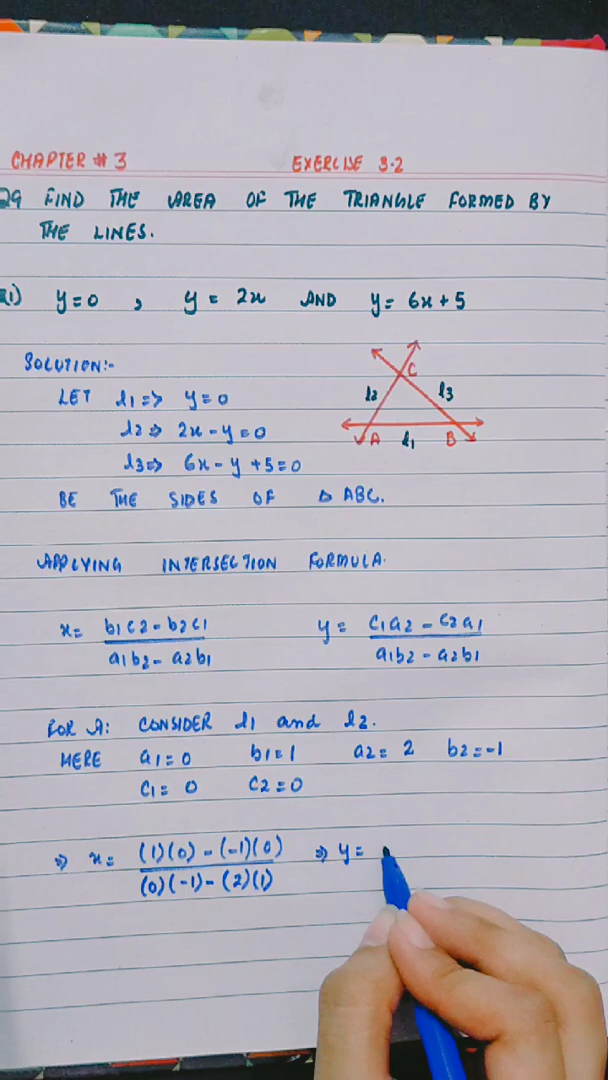 CHAPTER # 3 EXERCISE 3.2
Q9 FIND THE AREA OF THE TRIANGLE FORMED BY
THE LINES.
i) y=0 , y = 2x AND y= 6x+5
SOLUTION:-
LET l1=> y=0
l2=> 2x-y=0
l3=> 6x-y+5=0
BE THE SIDES OF △ ABC.
C
l2 l3
A l1 B
APPLYING INTERSECTION FORMULA.
x= b1c2-b2c1 / a1b2-a2b1 y= c1a2-c2a1 / a1b2-a2b1
FOR A: CONSIDER l1 and l2.
HERE a1=0 b1=1 a2= 2 b2=-1
c1= 0 c2=0
=> x= (1)(0)-(-1)(0) / (0)(-1)-(2)(1) => y=